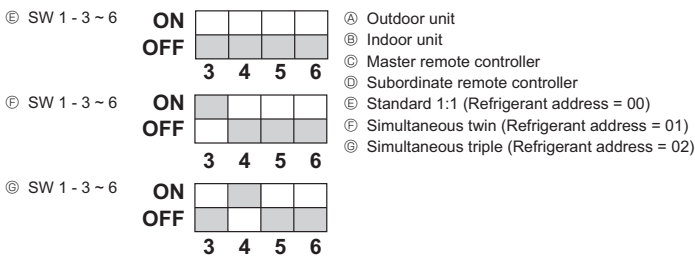 Ⓔ SW 1 - 3 ~ 6
ON
OFF
3 4 5 6
Ⓕ SW 1 - 3 ~ 6
ON
OFF
3 4 5 6
Ⓖ SW 1 - 3 ~ 6
ON
OFF
3 4 5 6
Ⓐ Outdoor unit
Ⓑ Indoor unit
Ⓒ Master remote controller
Ⓓ Subordinate remote controller
Ⓔ Standard 1:1 (Refrigerant address = 00)
Ⓕ Simultaneous twin (Refrigerant address = 01)
Ⓖ Simultaneous triple (Refrigerant address = 02)